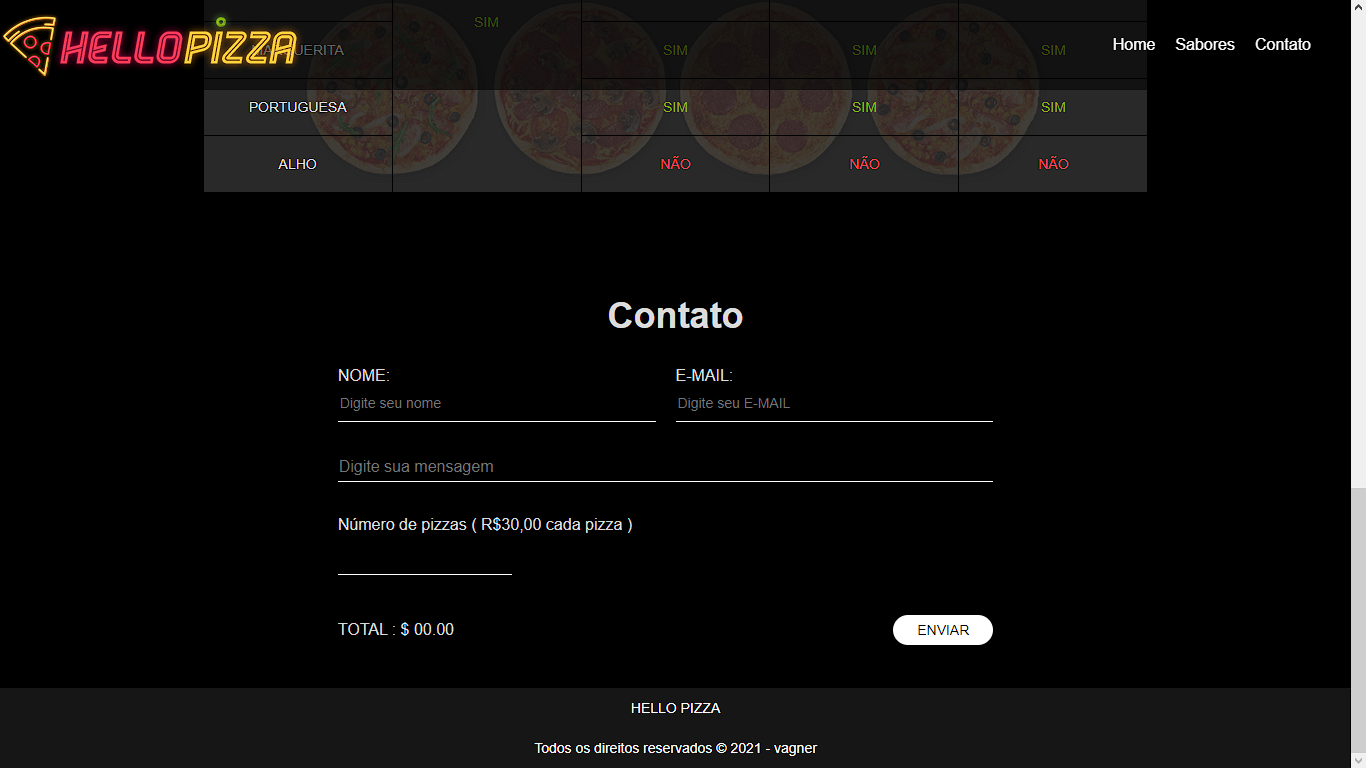 HELLOPIZZA
Home Sabores Contato
SIM
MARGUERITA SIM SIM SIM
PORTUGUESA SIM SIM SIM
ALHO NÃO NÃO NÃO
Contato
NOME: E-MAIL:
Digite seu nome Digite seu E-MAIL
Digite sua mensagem
Número de pizzas ( R$30,00 cada pizza )
TOTAL : $ 00.00 ENVIAR
HELLO PIZZA
Todos os direitos reservados © 2021 - vagner